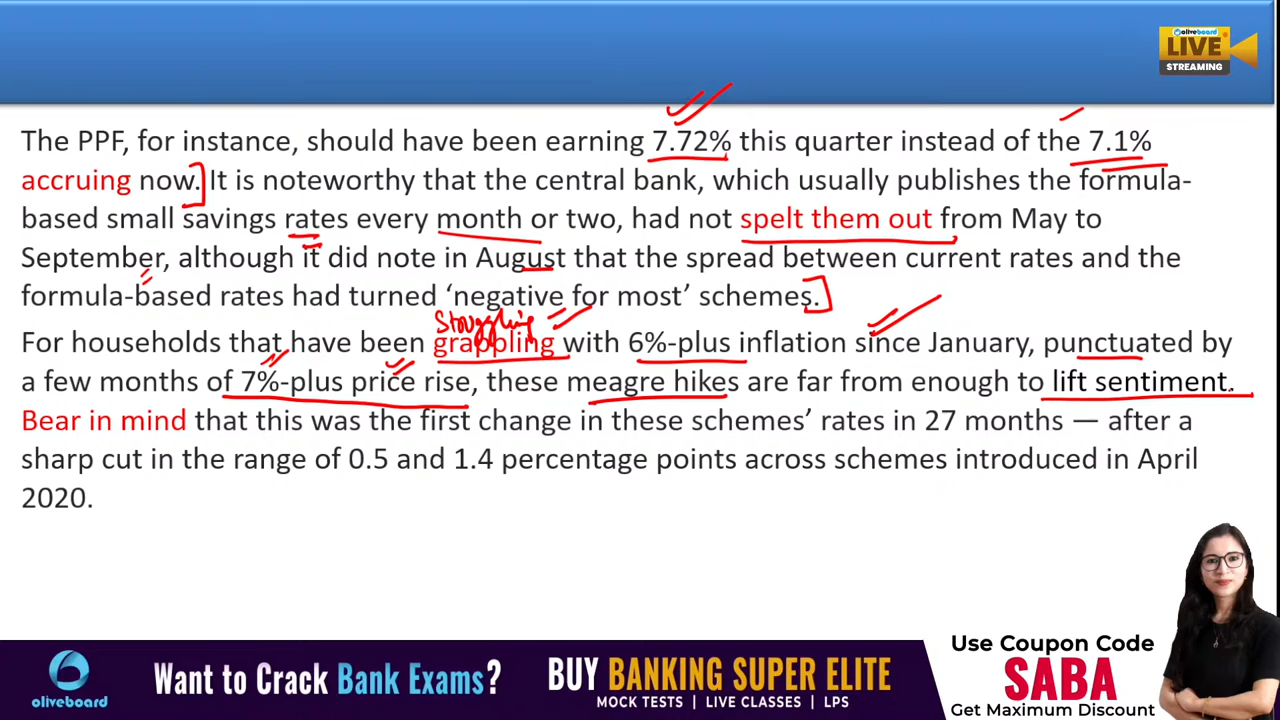 oliveboard
LIVE
STREAMING
The PPF, for instance, should have been earning 7.72% this quarter instead of the 7.1%
accruing now. It is noteworthy that the central bank, which usually publishes the formula-
based small savings rates every month or two, had not spelt them out from May to
September, although it did note in August that the spread between current rates and the
formula-based rates had turned ‘negative for most’ schemes.
Struggling
For households that have been grappling with 6%-plus inflation since January, punctuated by
a few months of 7%-plus price rise, these meagre hikes are far from enough to lift sentiment.
Bear in mind that this was the first change in these schemes’ rates in 27 months — after a
sharp cut in the range of 0.5 and 1.4 percentage points across schemes introduced in April
2020.
oliveboard
Want to Crack Bank Exams?
BUY BANKING SUPER ELITE
MOCK TESTS | LIVE CLASSES | LPS
Use Coupon Code
SABA
Get Maximum Discount